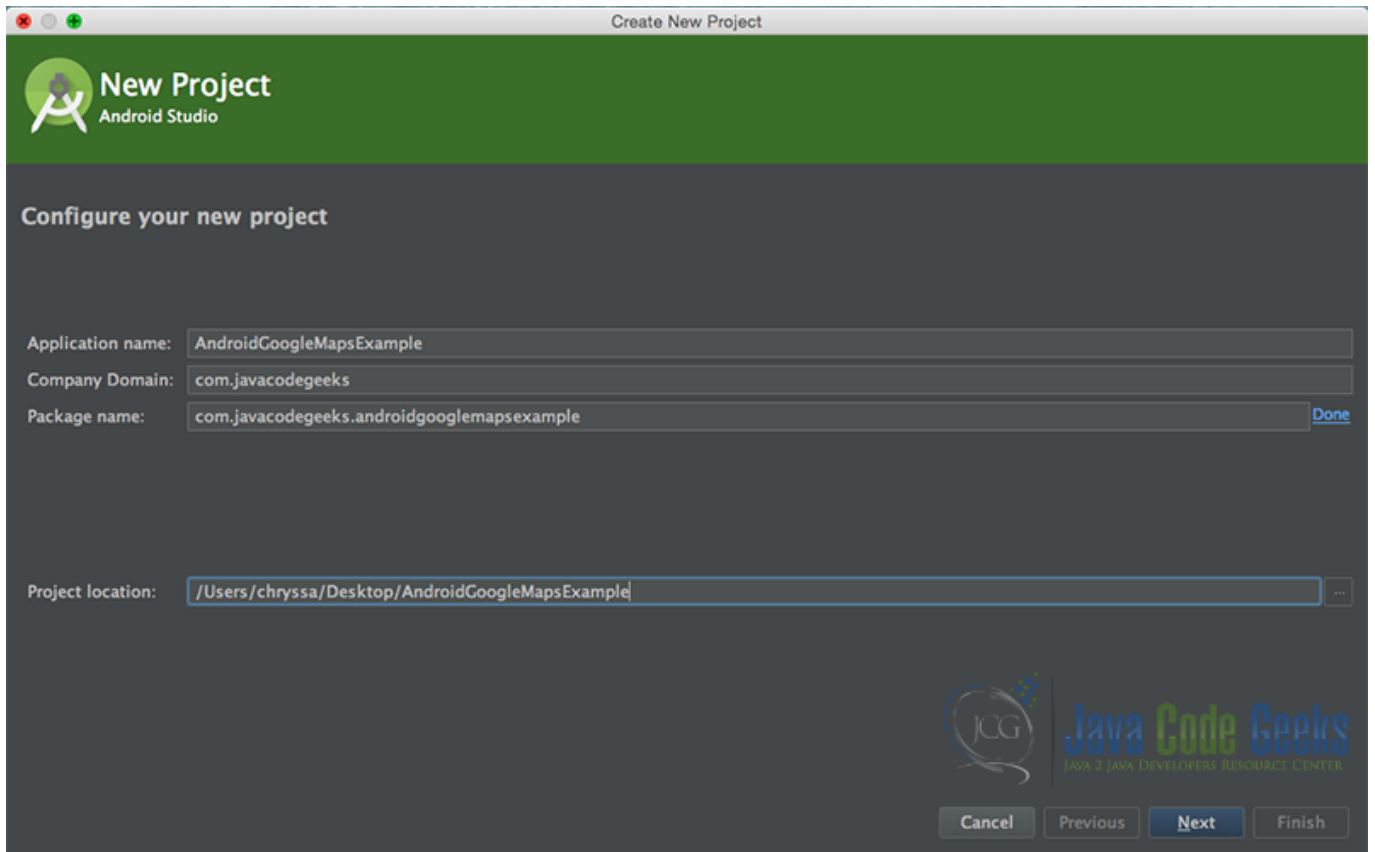 Create New Project
New Project
Android Studio
Configure your new project
Application name: AndroidGoogleMapsExample
Company Domain: com.javacodegeeks
Package name: com.javacodegeeks.androidgooglemapsexample Done
Project location: /Users/chryssa/Desktop/AndroidGoogleMapsExample ...
JCG
Java Code Geeks
JAVA 2 JAVA DEVELOPERS RESOURCE CENTER
Cancel Previous Next Finish